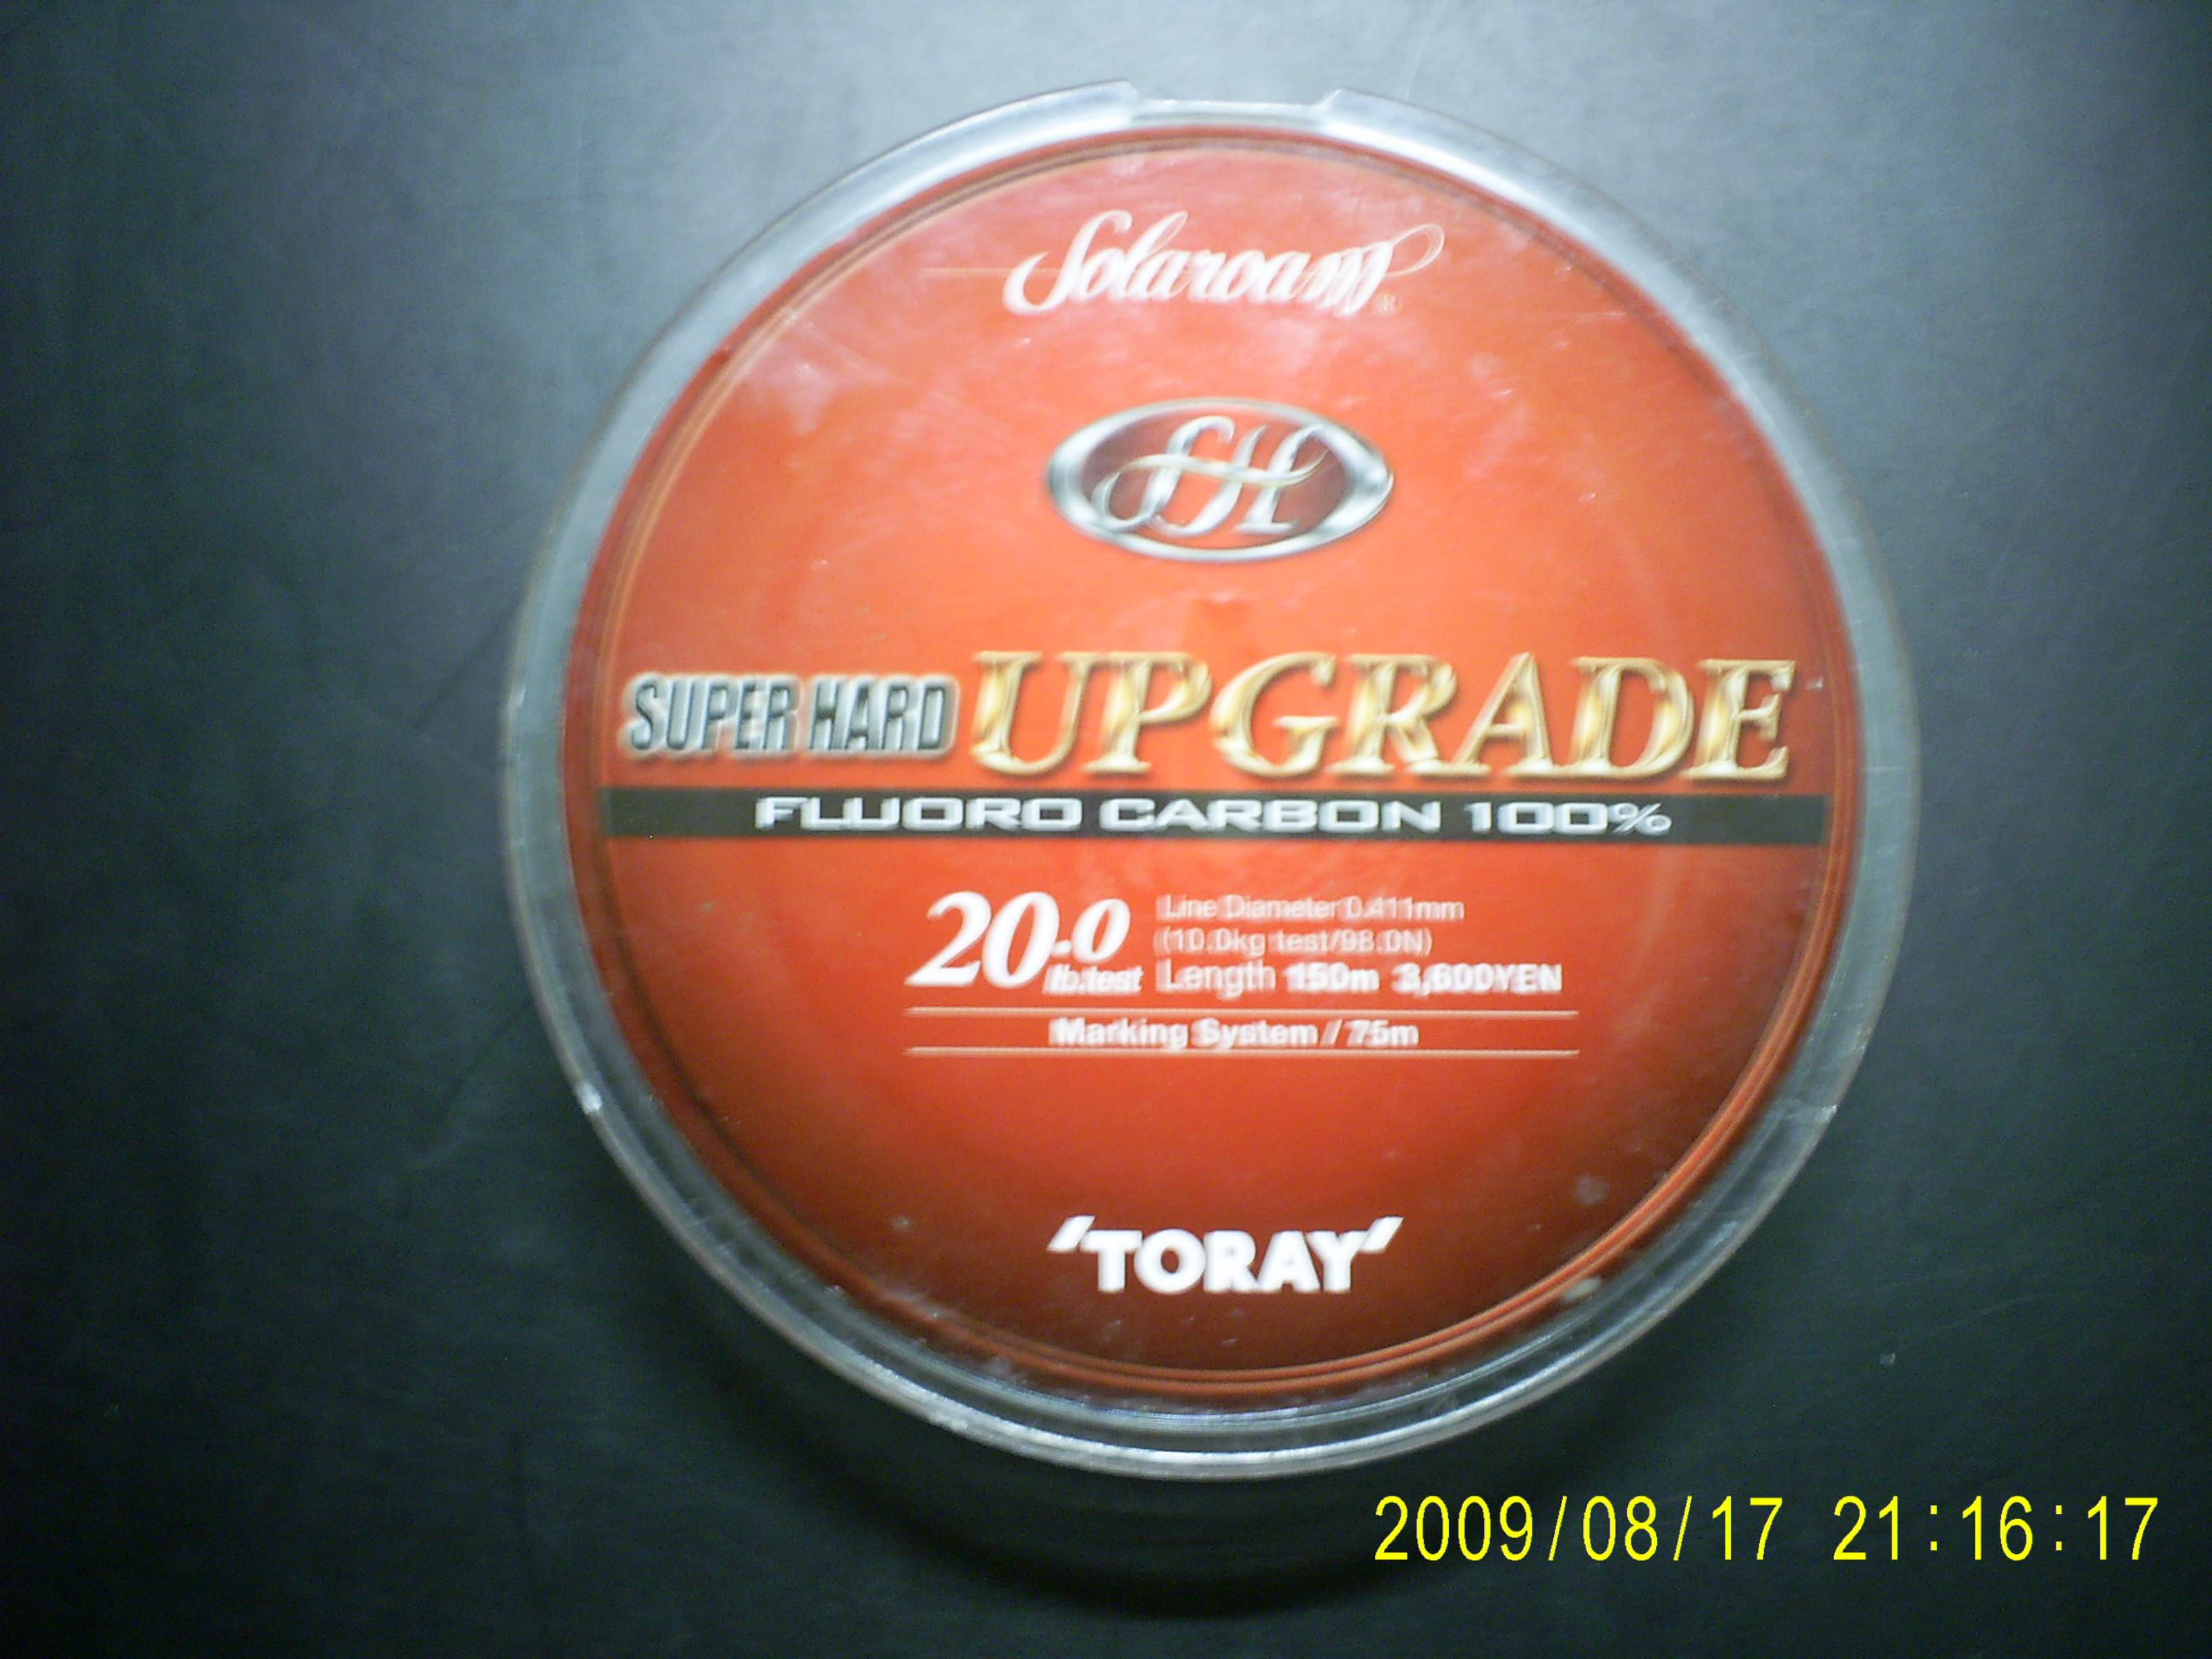 Solaroam®
SH
SUPER HARD UPGRADE
FLUORO CARBON 100%
20.0 lb.test
Line Diameter 0.411mm
(10.0kg test/98.0N)
Length 150m 3,600YEN
Marking System / 75m
'TORAY'
2009/08/17 21:16:17